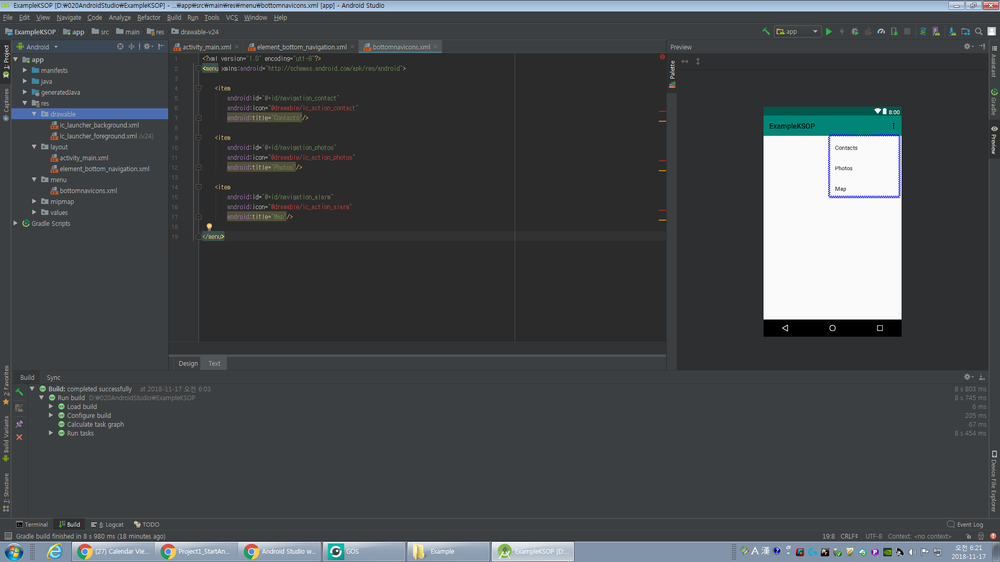 ExampleKSOP [D:₩020AndroidStudio₩ExampleKSOP] - ...₩app₩src₩main₩res₩menu₩bottomnavicons.xml [app] - Android Studio
File Edit View Navigate Code Analyze Refactor Build Run Tools VCS Window Help
ExampleKSOP app src main res drawable-v24
app
Android
activity_main.xml element_bottom_navigation.xml bottomnavicons.xml
Preview
1: Project
Captures
app
manifests
java
generatedJava
res
drawable
ic_launcher_background.xml
ic_launcher_foreground.xml (v24)
layout
activity_main.xml
element_bottom_navigation.xml
menu
bottomnavicons.xml
mipmap
values
Gradle Scripts
1 <?xml version="1.0" encoding="utf-8"?>
2 <menu xmlns:android="http://schemas.android.com/apk/res/android">
3
4 <item
5 android:id="@+id/navigation_contact"
6 android:icon="@drawable/ic_action_contact"
7 android:title="Contacts"/>
8
9 <item
10 android:id="@+id/navigation_photos"
11 android:icon="@drawable/ic_action_photos"
12 android:title="Photos"/>
13
14 <item
15 android:id="@+id/navigation_alarm"
16 android:icon="@drawable/ic_action_alarm"
17 android:title="Map"/>
18
19 </menu>
Palette
8:00
ExampleKSOP
Contacts
Photos
Map
Assistant
Gradle
Preview
Device File Explorer
Design Text
2: Favorites
Build Variants
7: Structure
Build Sync
Build: completed successfully at 2018-11-17 오전 6:03 8 s 803 ms
Run build D:₩020AndroidStudio₩ExampleKSOP 8 s 745 ms
Load build 6 ms
Configure build 205 ms
Calculate task graph 67 ms
Run tasks 8 s 454 ms
Terminal Build 6: Logcat TODO Event Log
Gradle build finished in 8 s 980 ms (18 minutes ago) 19:8 CRLF UTF-8 Context: <no context>
(27) Calendar Vie... Project1_StartAn... Android Studio w... GOS Example ExampleKSOP [D:...
A 漢
오전 6:21
2018-11-17